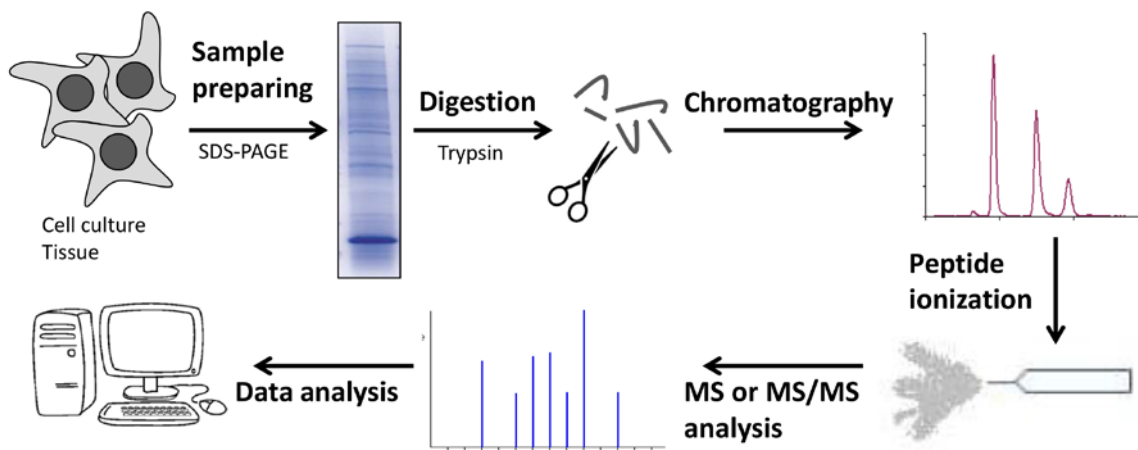 Sample
preparing
SDS-PAGE
Digestion
Trypsin
Chromatography
Cell culture
Tissue
Peptide
ionization
MS or MS/MS
analysis
Data analysis